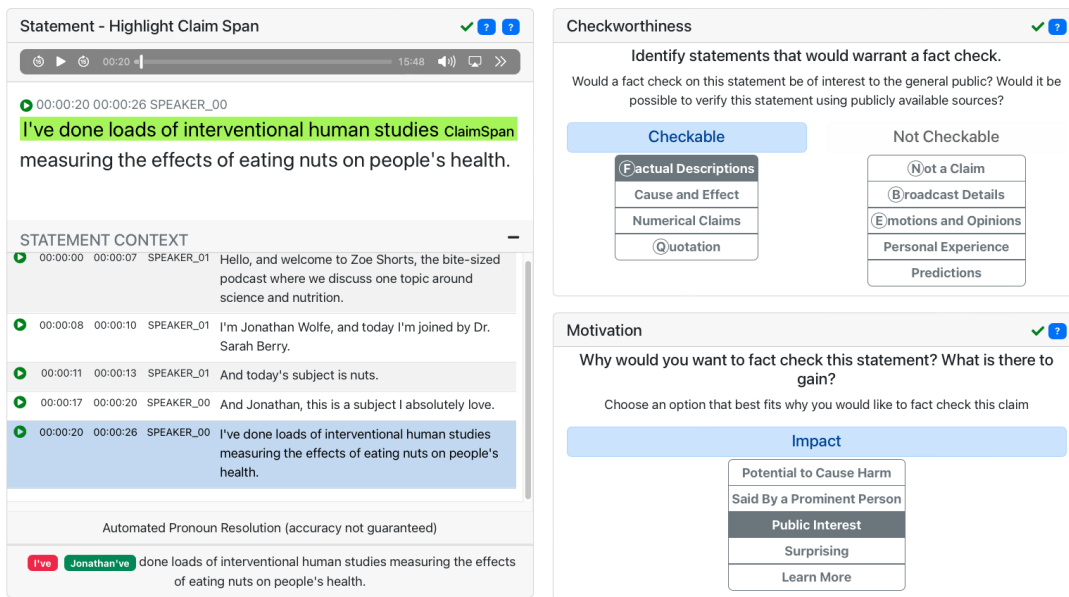 Statement - Highlight Claim Span
?
?
00:20
15:48
00:00:20 00:00:26 SPEAKER_00
I've done loads of interventional human studies ClaimSpan
measuring the effects of eating nuts on people's health.
STATEMENT CONTEXT
00:00:00 00:00:07 SPEAKER_01 Hello, and welcome to Zoe Shorts, the bite-sized
podcast where we discuss one topic around
science and nutrition.
00:00:08 00:00:10 SPEAKER_01 I'm Jonathan Wolfe, and today I'm joined by Dr.
Sarah Berry.
00:00:11 00:00:13 SPEAKER_01 And today's subject is nuts.
00:00:17 00:00:20 SPEAKER_00 And Jonathan, this is a subject I absolutely love.
00:00:20 00:00:26 SPEAKER_00 I've done loads of interventional human studies
measuring the effects of eating nuts on people's
health.
Automated Pronoun Resolution (accuracy not guaranteed)
I've Jonathan've done loads of interventional human studies measuring the effects
of eating nuts on people's health.
Checkworthiness
?
Identify statements that would warrant a fact check.
Would a fact check on this statement be of interest to the general public? Would it be
possible to verify this statement using publicly available sources?
Checkable
Factual Descriptions
Cause and Effect
Numerical Claims
Quotation
Not Checkable
Not a Claim
Broadcast Details
Emotions and Opinions
Personal Experience
Predictions
Motivation
?
Why would you want to fact check this statement? What is there to
gain?
Choose an option that best fits why you would like to fact check this claim
Impact
Potential to Cause Harm
Said By a Prominent Person
Public Interest
Surprising
Learn More